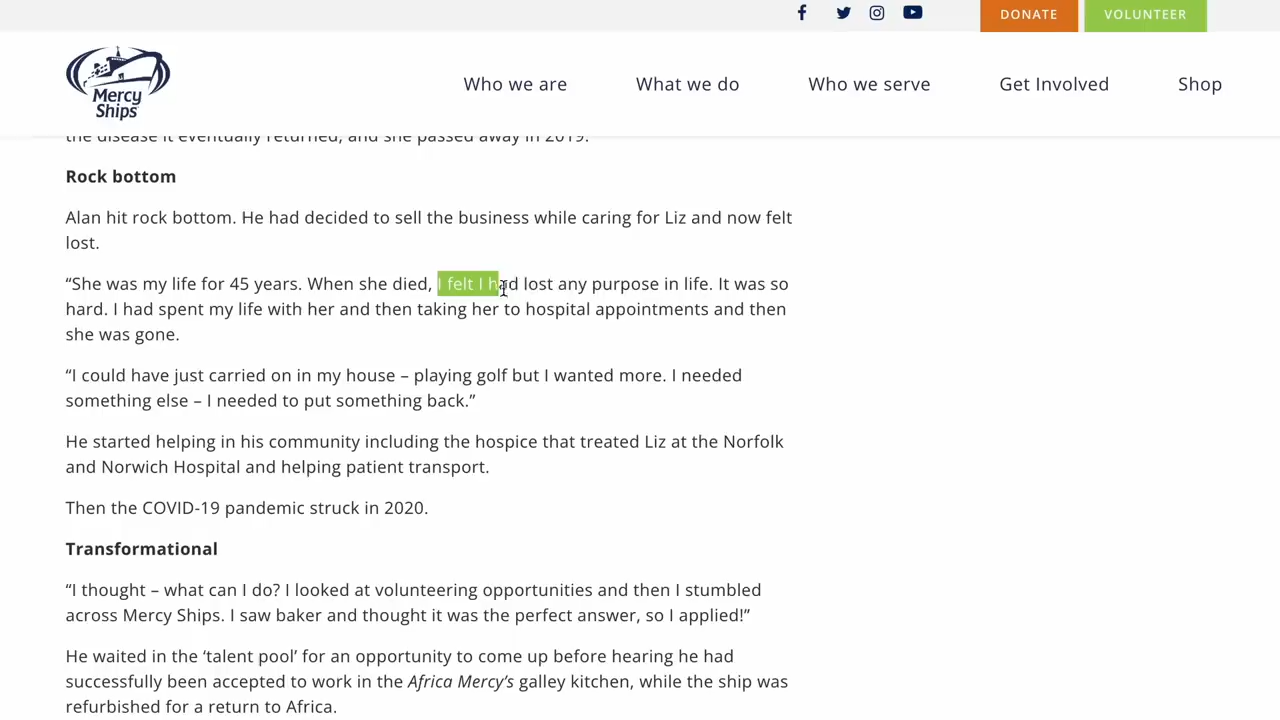 DONATE
VOLUNTEER
Mercy
Ships
Who we are
What we do
Who we serve
Get Involved
Shop
the disease it eventually returned, and she passed away in 2019.
Rock bottom
Alan hit rock bottom. He had decided to sell the business while caring for Liz and now felt
lost.
“She was my life for 45 years. When she died, I felt I had lost any purpose in life. It was so
hard. I had spent my life with her and then taking her to hospital appointments and then
she was gone.
“I could have just carried on in my house – playing golf but I wanted more. I needed
something else – I needed to put something back.”
He started helping in his community including the hospice that treated Liz at the Norfolk
and Norwich Hospital and helping patient transport.
Then the COVID-19 pandemic struck in 2020.
Transformational
“I thought – what can I do? I looked at volunteering opportunities and then I stumbled
across Mercy Ships. I saw baker and thought it was the perfect answer, so I applied!”
He waited in the ‘talent pool’ for an opportunity to come up before hearing he had
successfully been accepted to work in the Africa Mercy’s galley kitchen, while the ship was
refurbished for a return to Africa.